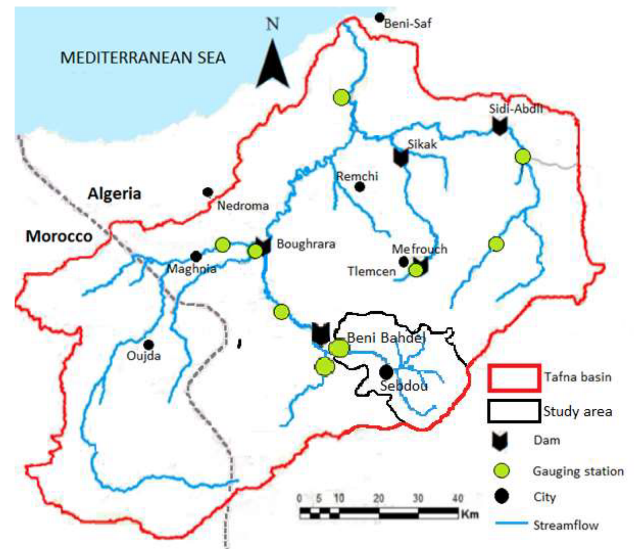 Beni-Saf
MEDITERRANEAN SEA
N
Sidi-Abdli
Sikak
Remchi
Algeria
Nedroma
Morocco
Boughrara
Mefrouch
Maghnia
Tlemcen
Beni Bahdel
Oujda
Sebdou
Tafna basin
Study area
Dam
Gauging station
City
Streamflow
0 5 10 20 30 40
Km